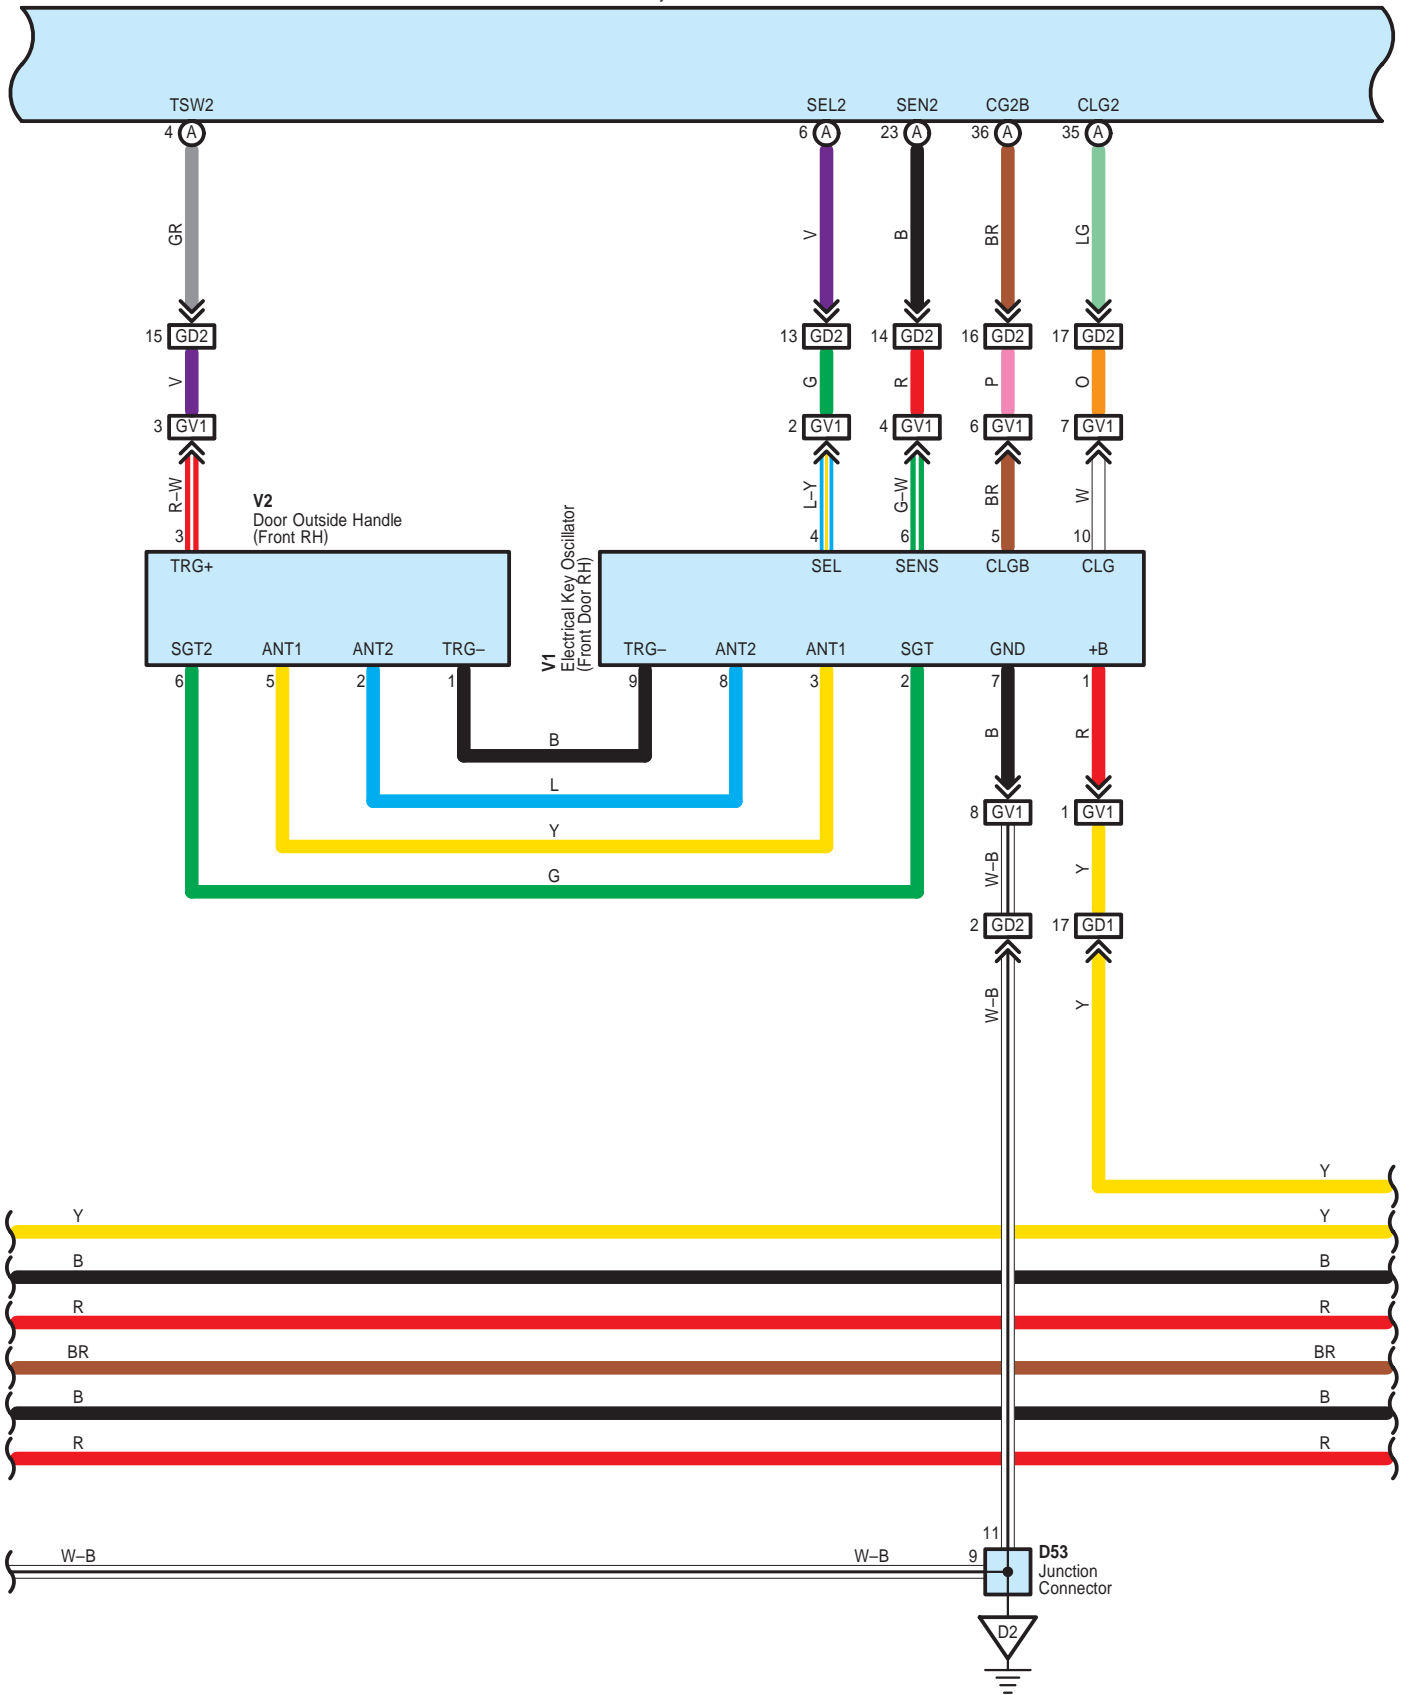 TSW2 SEL2 SEN2 CG2B CLG2
4 A 6 A 23 A 36 A 35 A
GR V B BR LG
15 GD2 13 GD2 14 GD2 16 GD2 17 GD2
V G R P O
3 GV1 2 GV1 4 GV1 6 GV1 7 GV1
R–W L–Y G–W BR W
V2
Door Outside Handle
(Front RH)
V1
Electrical Key Oscillator
(Front Door RH)
3 4 6 5 10
TRG+ SEL SENS CLGB CLG
SGT2 ANT1 ANT2 TRG– TRG– ANT2 ANT1 SGT GND +B
6 5 2 1 9 8 3 2 7 1
B B R
L
8 GV1 1 GV1
Y
W–B Y
G
2 GD2 17 GD1
W–B Y
Y
Y Y
B B
R R
BR BR
B B
R R
11
W–B W–B 9
D53
Junction
Connector
D2